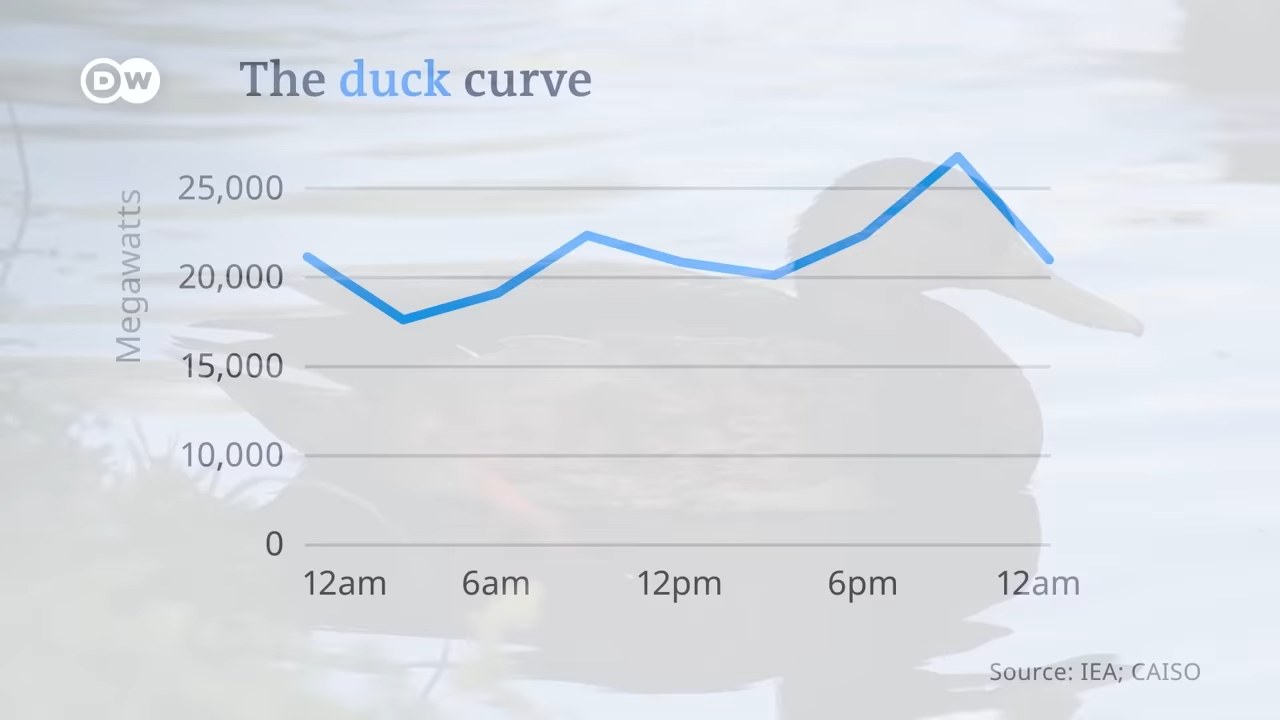 DW
The duck curve
Megawatts
25,000
20,000
15,000
10,000
0
12am 6am 12pm 6pm 12am
Source: IEA; CAISO